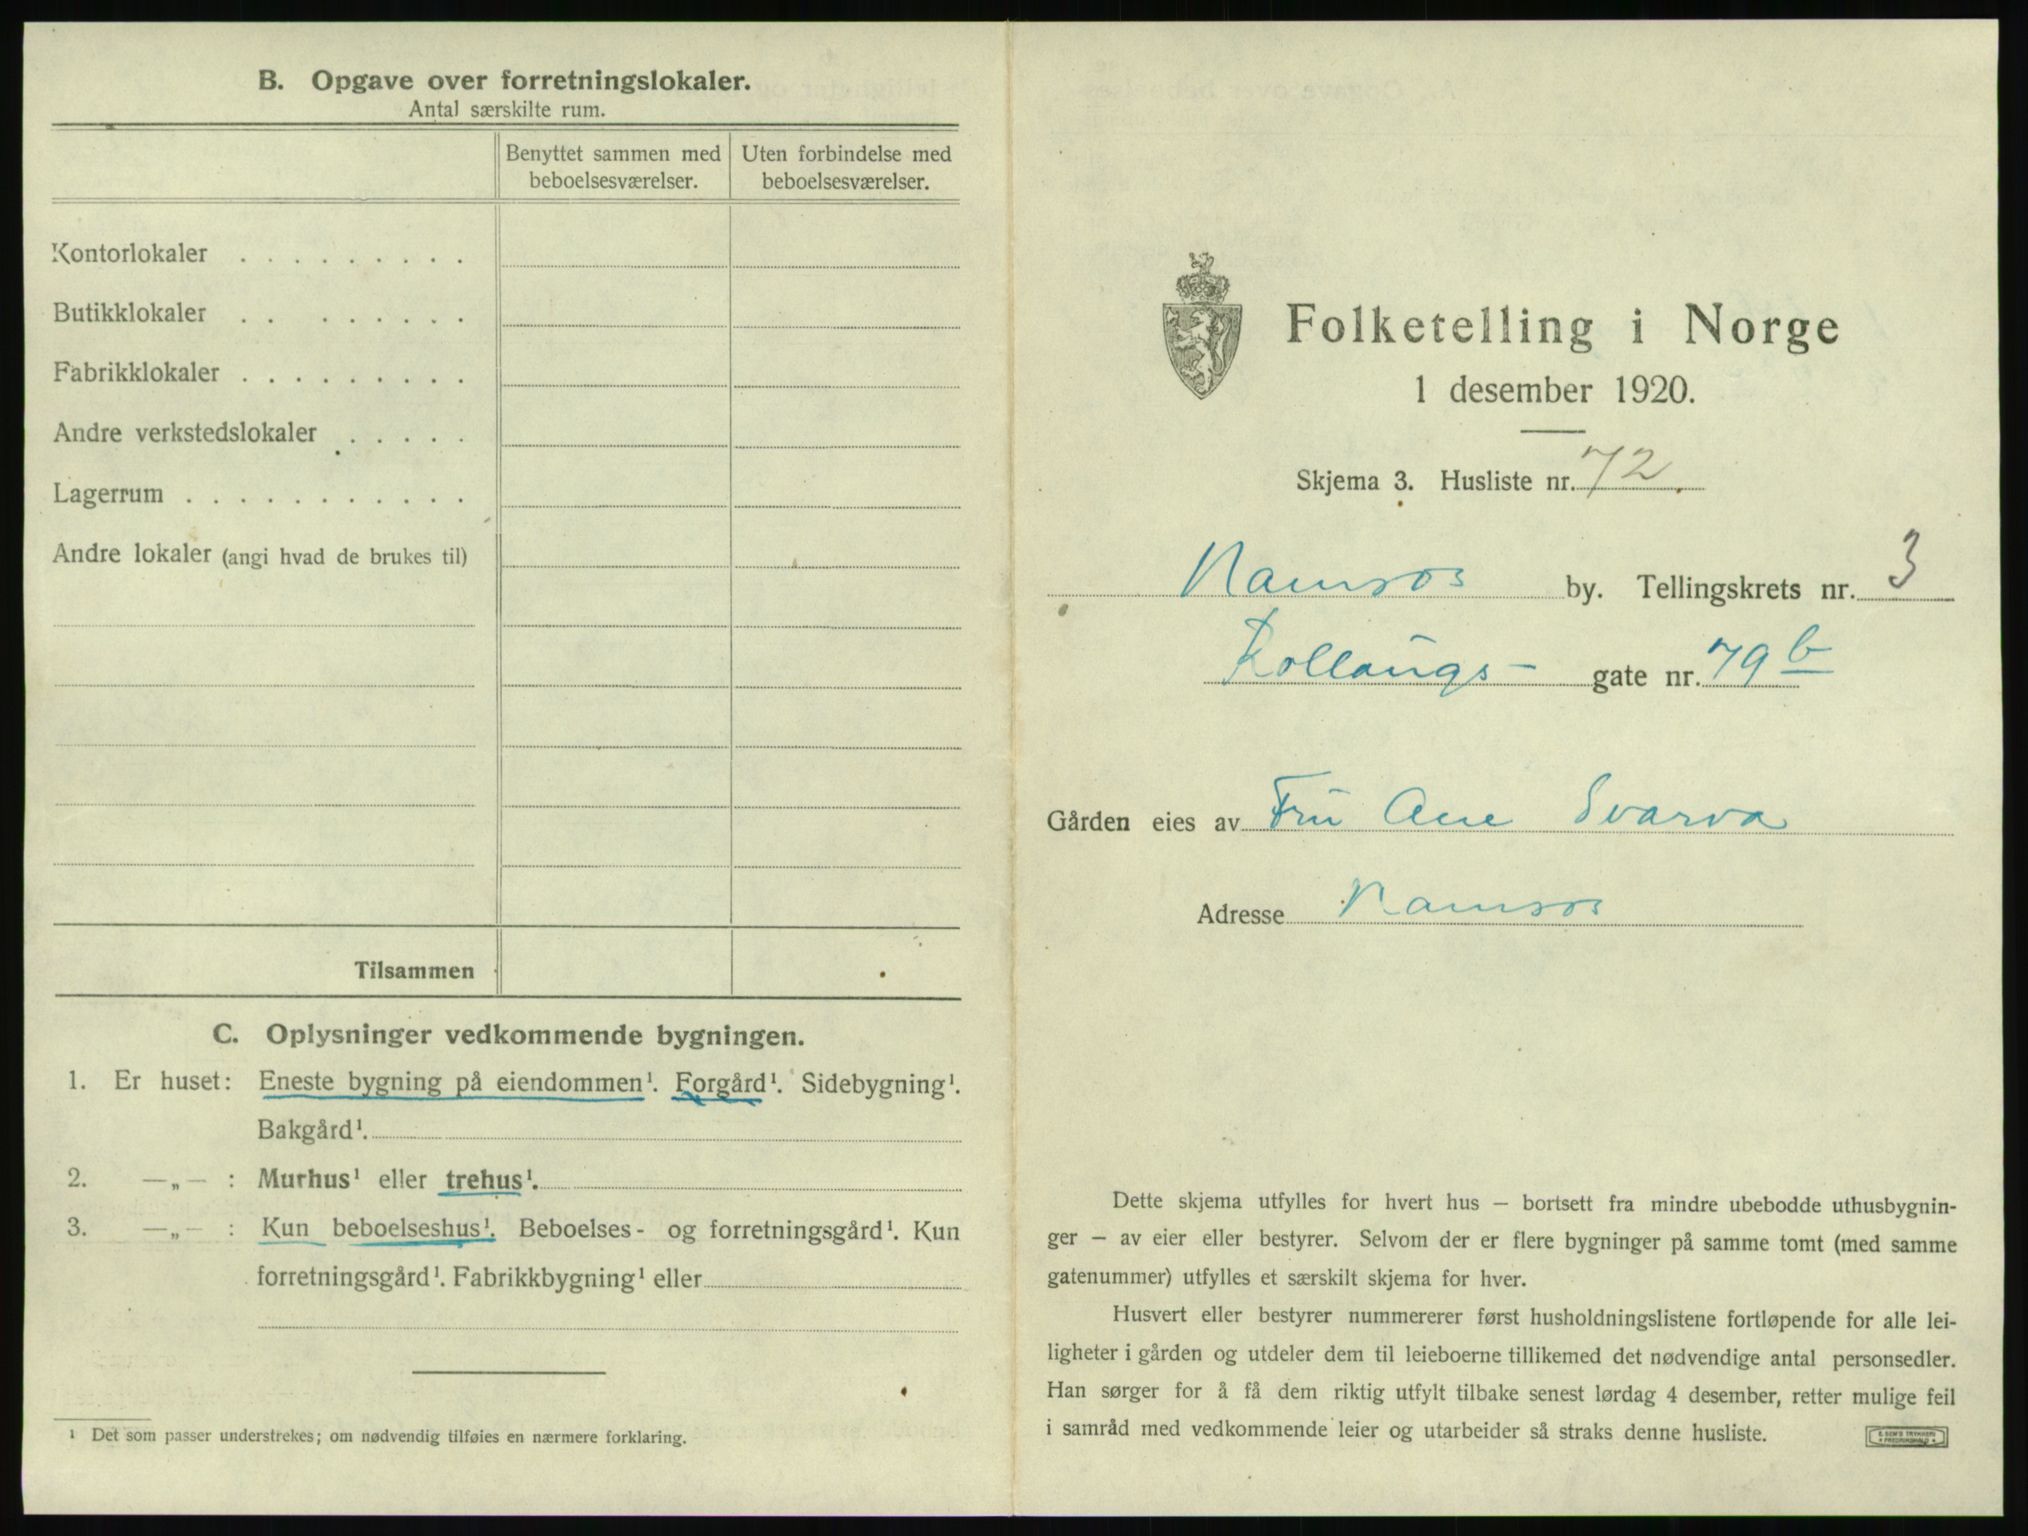 B. Opgave over forretningslokaler.
Antal særskilte rum.
Benyttet sammen med beboelsesværelser.
Uten forbindelse med beboelsesværelser.
Kontorlokaler . . . . . . . . .
Butikklokaler . . . . . . . .
Fabrikklokaler . . . . . . . . .
Andre verkstedslokaler . . . . .
Lagerrum . . . . . . . . . . .
Andre lokaler (angi hvad de brukes til)
Tilsammen
C. Oplysninger vedkommende bygningen.
1. Er huset: Eneste bygning på eiendommen¹. Forgård¹. Sidebygning¹.
Bakgård¹.
2. —„— : Murhus¹ eller trehus¹.
3. —„— : Kun beboelseshus¹. Beboelses- og forretningsgård¹. Kun
forretningsgård¹. Fabrikkbygning¹ eller
¹ Det som passer understrekes; om nødvendig tilføies en nærmere forklaring.
Folketelling i Norge
1 desember 1920.
Skjema 3. Husliste nr. 72
Namsos by. Tellingskrets nr. 3
gate nr. 79 b
Gården eies av Fru Ane Svarva
Adresse Namsos
Dette skjema utfylles for hvert hus — bortsett fra mindre ubebodde uthusbygnin-
ger — av eier eller bestyrer. Selvom der er flere bygninger på samme tomt (med samme
gatenummer) utfylles et særskilt skjema for hver.
Husvert eller bestyrer nummererer først husholdningslistene fortløpende for alle lei-
ligheter i gården og utdeler dem til leieboerne tillikemed det nødvendige antal personsedler.
Han sørger for å få dem riktig utfylt tilbake senest lørdag 4 desember, retter mulige feil
i samråd med vedkommende leier og utarbeider så straks denne husliste.